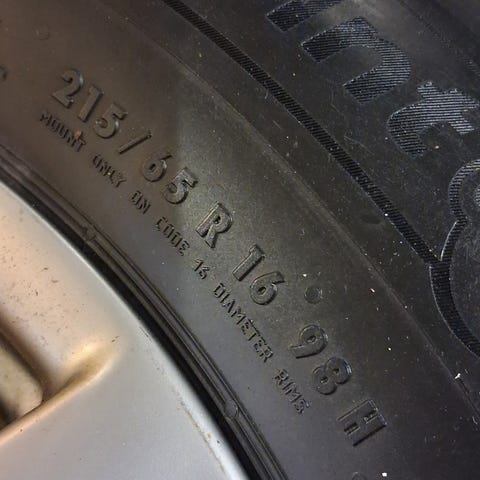 215/65 R 16 98 H
MOUNT ONLY ON CODE 16 DIAMETER RIMS